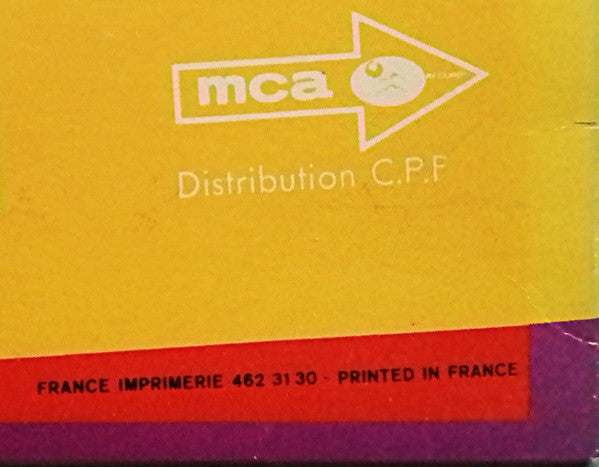 mca
Distribution C.P.F
FRANCE IMPRIMERIE 462 31 30 - PRINTED IN FRANCE